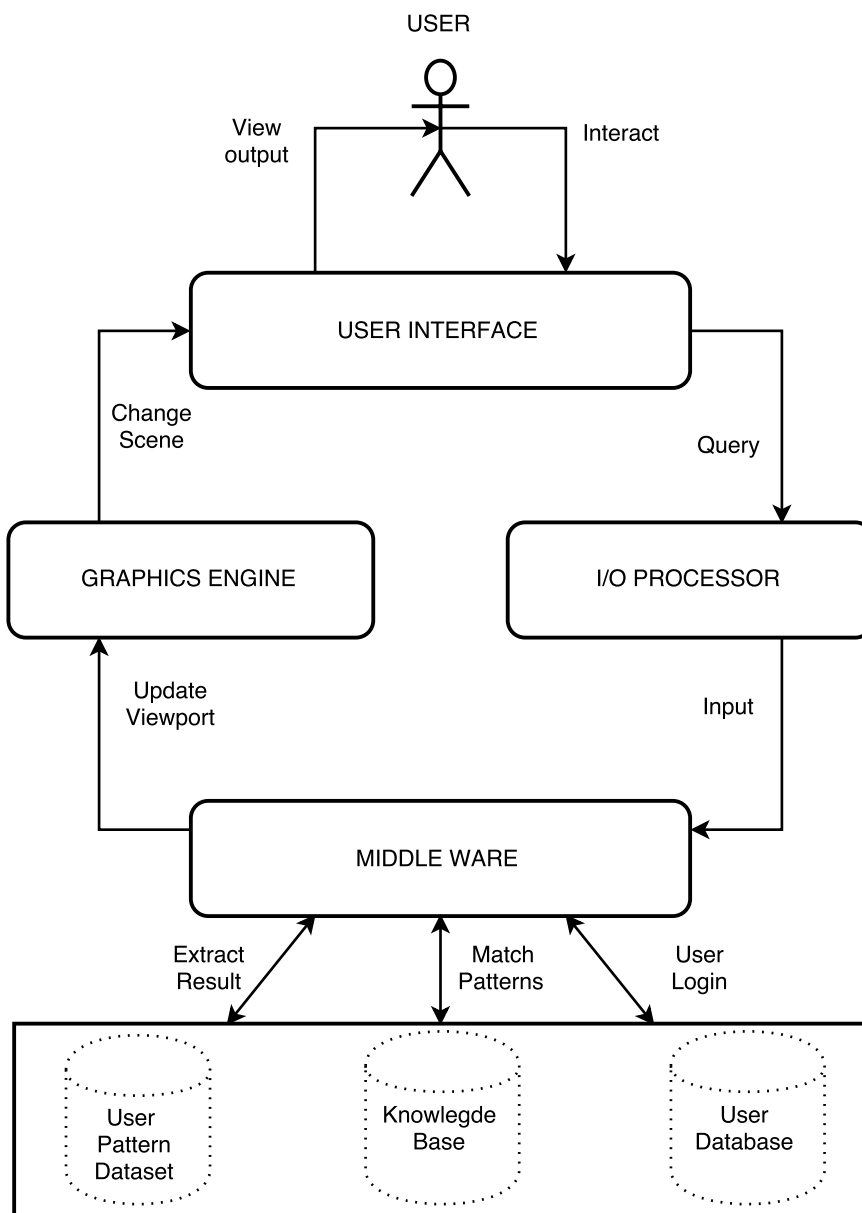 USER
View
output
Interact
USER INTERFACE
Change
Scene
Query
GRAPHICS ENGINE
I/O PROCESSOR
Update
Viewport
Input
MIDDLE WARE
Extract
Result
Match
Patterns
User
Login
User
Pattern
Dataset
Knowlegde
Base
User
Database